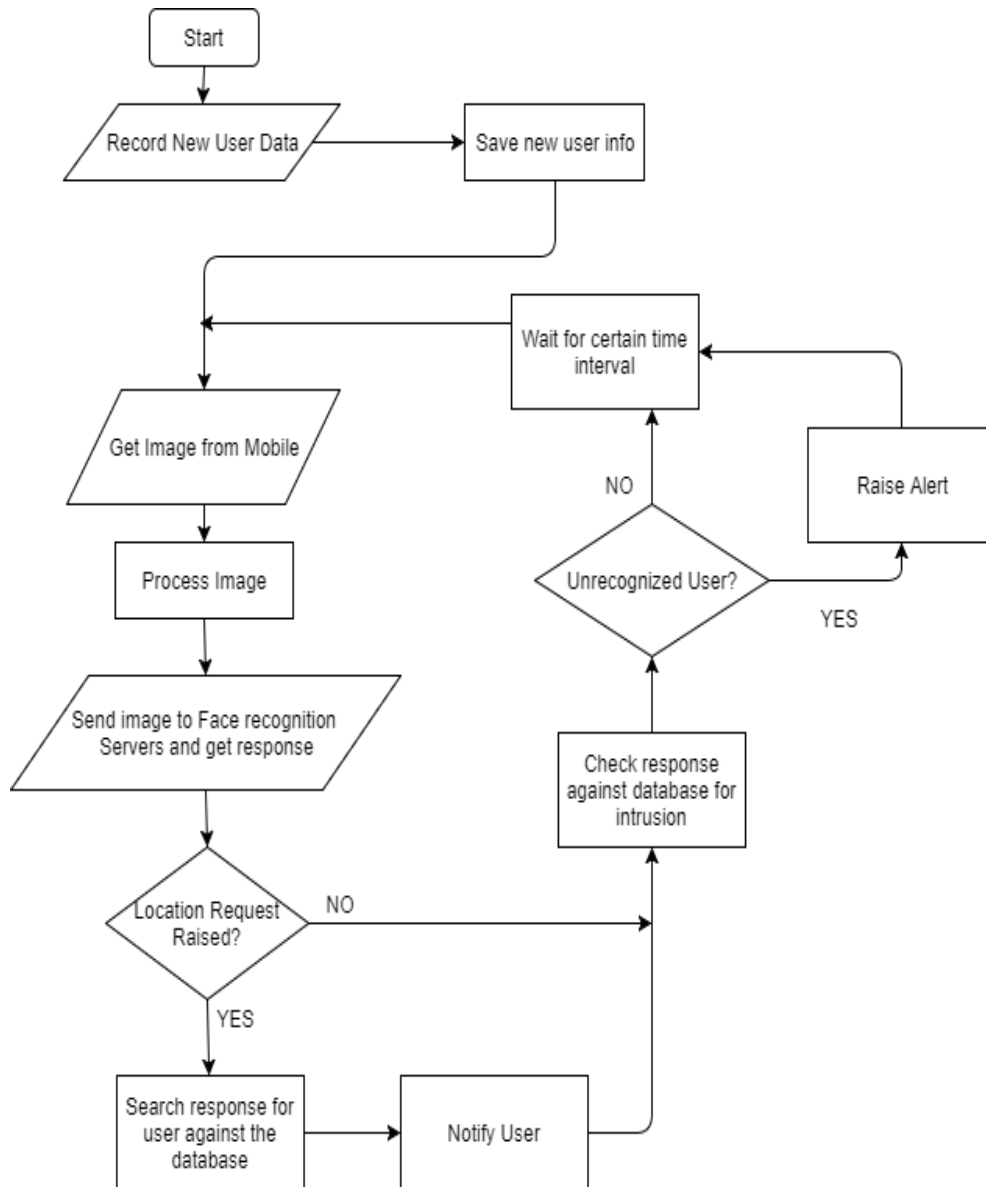 Start
Record New User Data
Save new user info
Wait for certain time
interval
Get Image from Mobile
NO
Raise Alert
Process Image
Unrecognized User?
YES
Send image to Face recognition
Servers and get response
Check response
against database for
intrusion
Location Request
Raised?
NO
YES
Search response for
user against the
database
Notify User